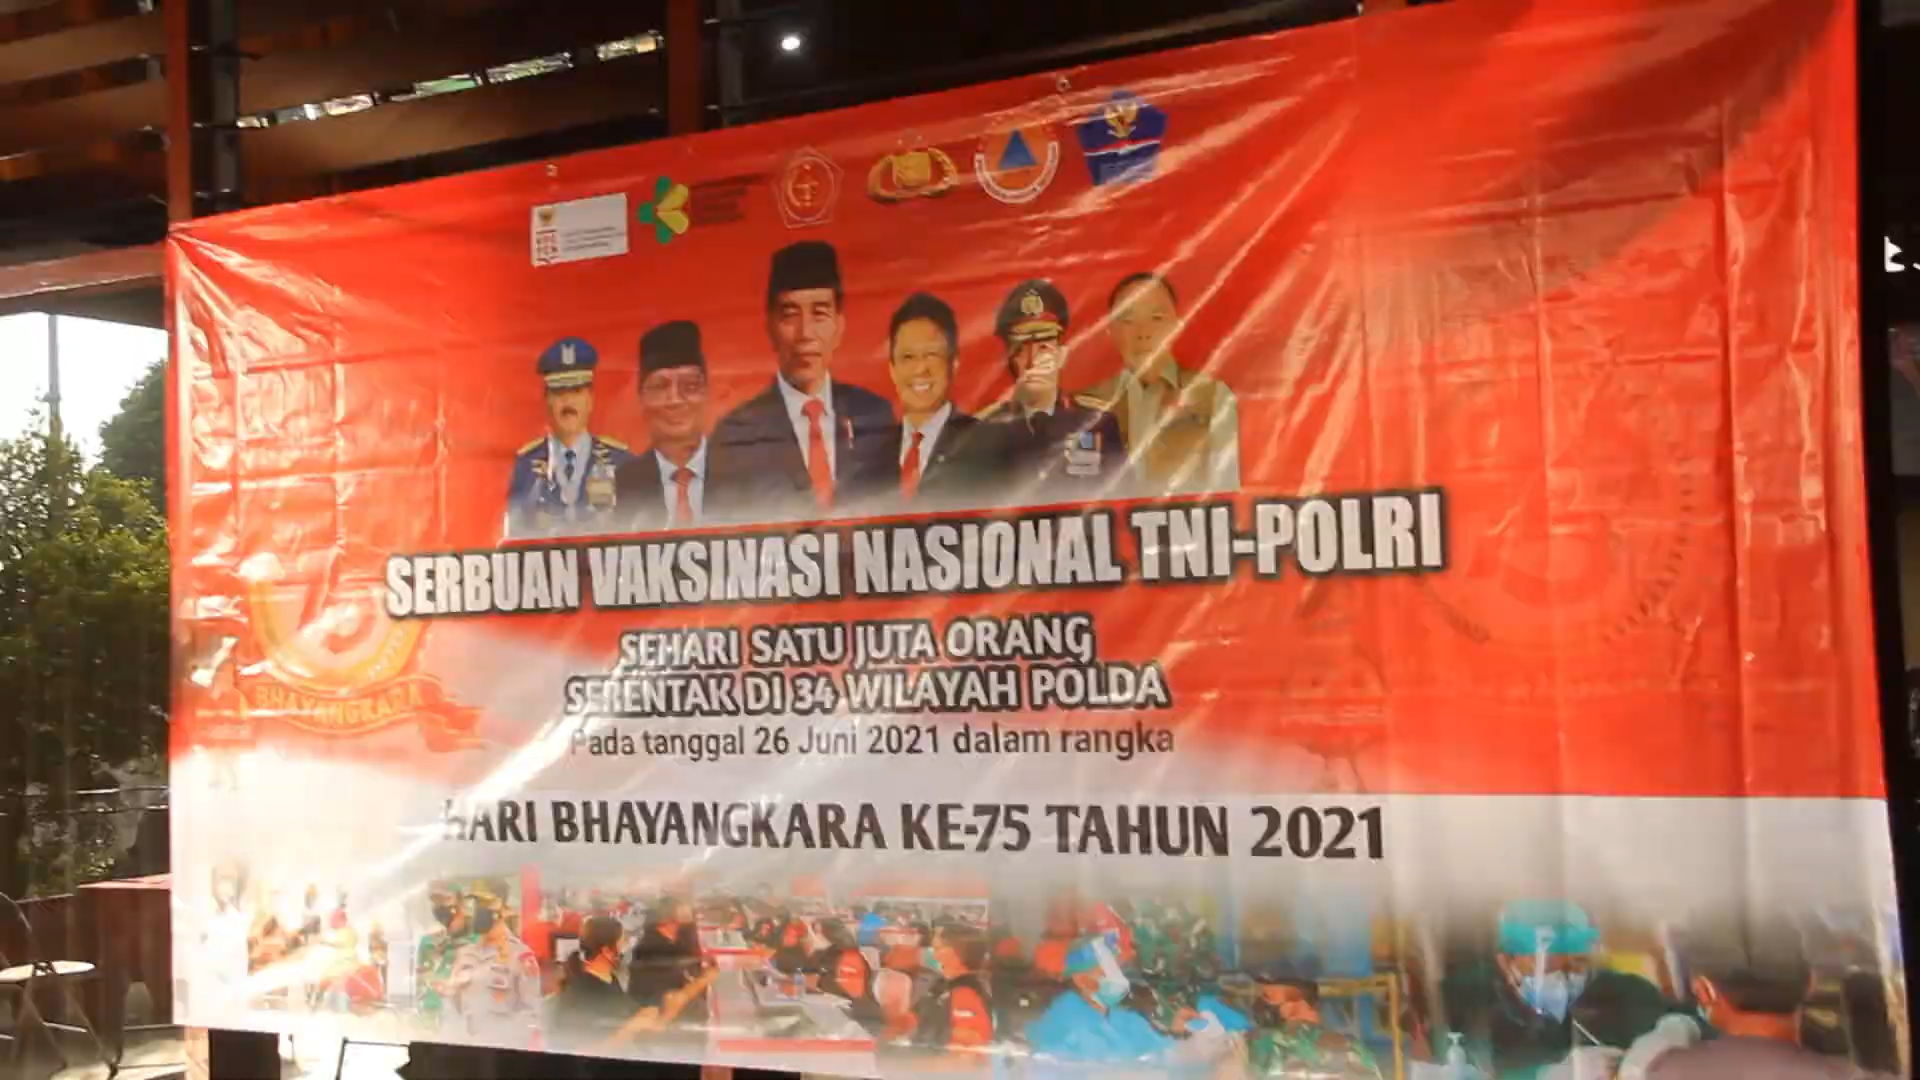 SERBUAN VAKSINASI NASIONAL TNI-POLRI
SEHARI SATU JUTA ORANG
SERENTAK DI 34 WILAYAH POLDA
Pada tanggal 26 Juni 2021 dalam rangka
HARI BHAYANGKARA KE-75 TAHUN 2021
BHAYANGKARA